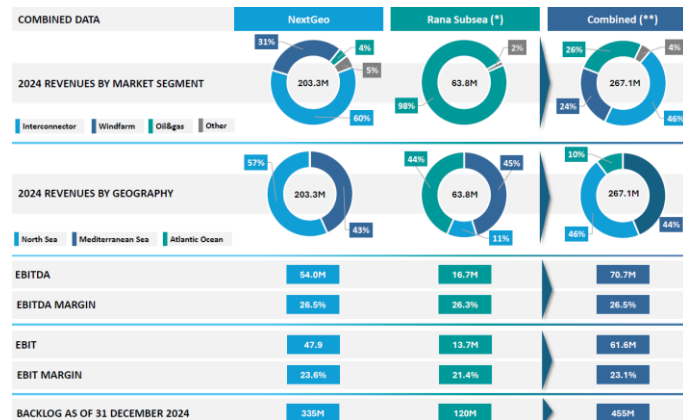 COMBINED DATA NextGeo Rana Subsea (*) Combined (**)
31% 4% 5% 60% 203.3M
2% 98% 63.8M
26% 4% 24% 46% 267.1M
2024 REVENUES BY MARKET SEGMENT
Interconnector Windfarm Oil&gas Other
57% 43% 203.3M
44% 45% 11% 63.8M
10% 46% 44% 267.1M
2024 REVENUES BY GEOGRAPHY
North Sea Mediterranean Sea Atlantic Ocean
EBITDA 54.0M 16.7M 70.7M
EBITDA MARGIN 26.5% 26.3% 26.5%
EBIT 47.9 13.7M 61.6M
EBIT MARGIN 23.6% 21.4% 23.1%
BACKLOG AS OF 31 DECEMBER 2024 335M 120M 455M